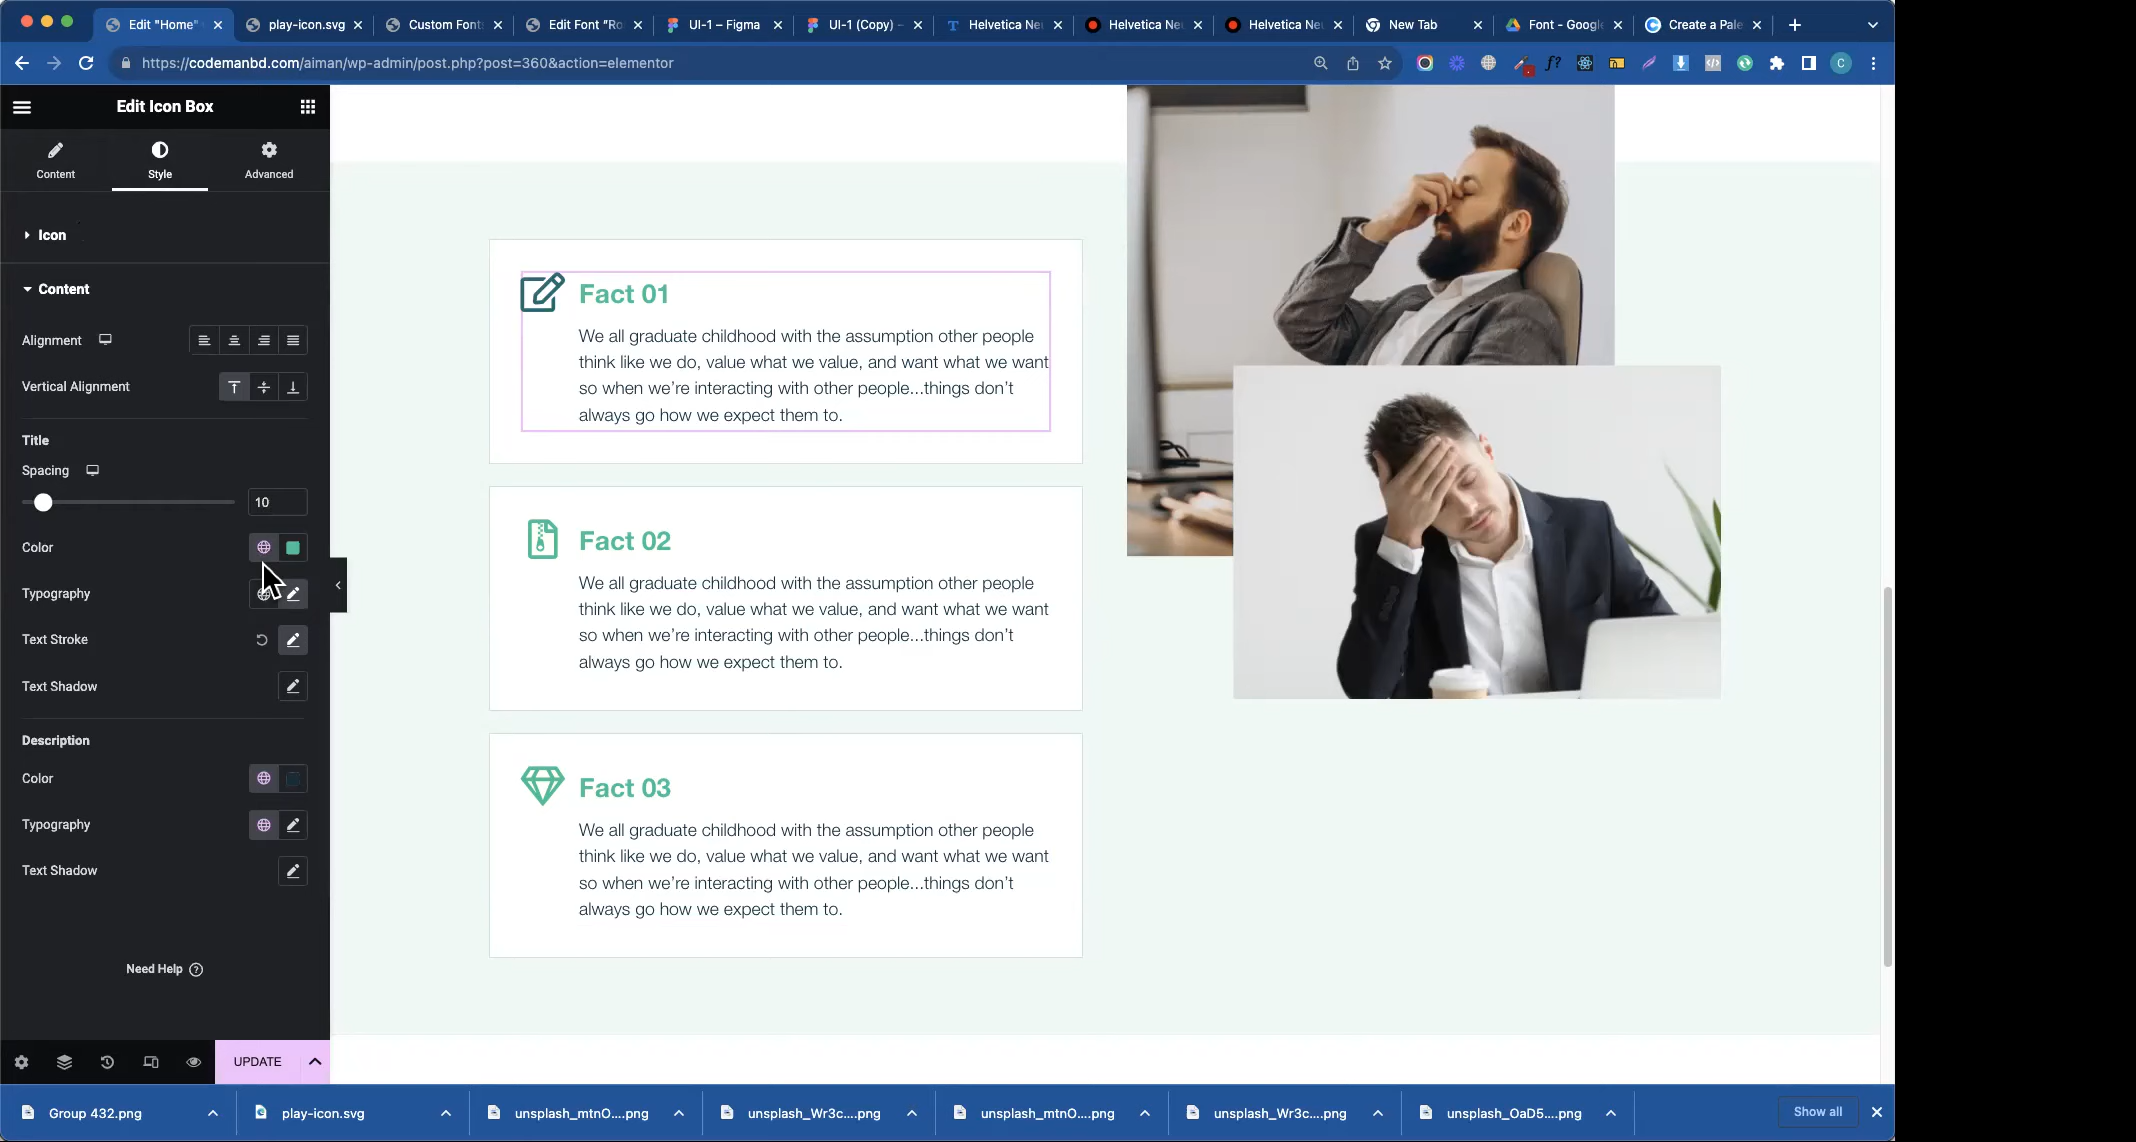 Edit "Home"
play-icon.svg
Custom Font
Edit Font "Ro
UI-1 – Figma
UI-1 (Copy) –
Helvetica Ne
Helvetica Ne
Helvetica Ne
New Tab
Font - Google
Create a Pale
https://codemanbd.com/aiman/wp-admin/post.php?post=360&action=elementor
f?
C
Edit Icon Box
Content
Style
Advanced
Icon
Content
Alignment
Vertical Alignment
Title
Spacing
10
Color
Typography
Text Stroke
Text Shadow
Description
Color
Typography
Text Shadow
Need Help
UPDATE
Fact 01
We all graduate childhood with the assumption other people
think like we do, value what we value, and want what we want
so when we're interacting with other people...things don't
always go how we expect them to.
Fact 02
We all graduate childhood with the assumption other people
think like we do, value what we value, and want what we want
so when we're interacting with other people...things don't
always go how we expect them to.
Fact 03
We all graduate childhood with the assumption other people
think like we do, value what we value, and want what we want
so when we're interacting with other people...things don't
always go how we expect them to.
Group 432.png
play-icon.svg
unsplash_mtnO....png
unsplash_Wr3c....png
unsplash_mtnO....png
unsplash_Wr3c....png
unsplash_OaD5....png
Show all